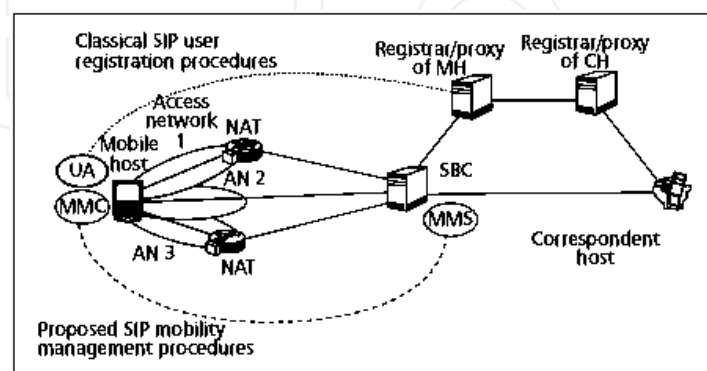 Classical SIP user
registration procedures
Registrar/proxy
of MH
Registrar/proxy
of CH
Access
network
1
NAT
Mobile
host
UA
AN 2
SBC
MMC
MMS
AN 3
NAT
Correspondent
host
Proposed SIP mobility
management procedures